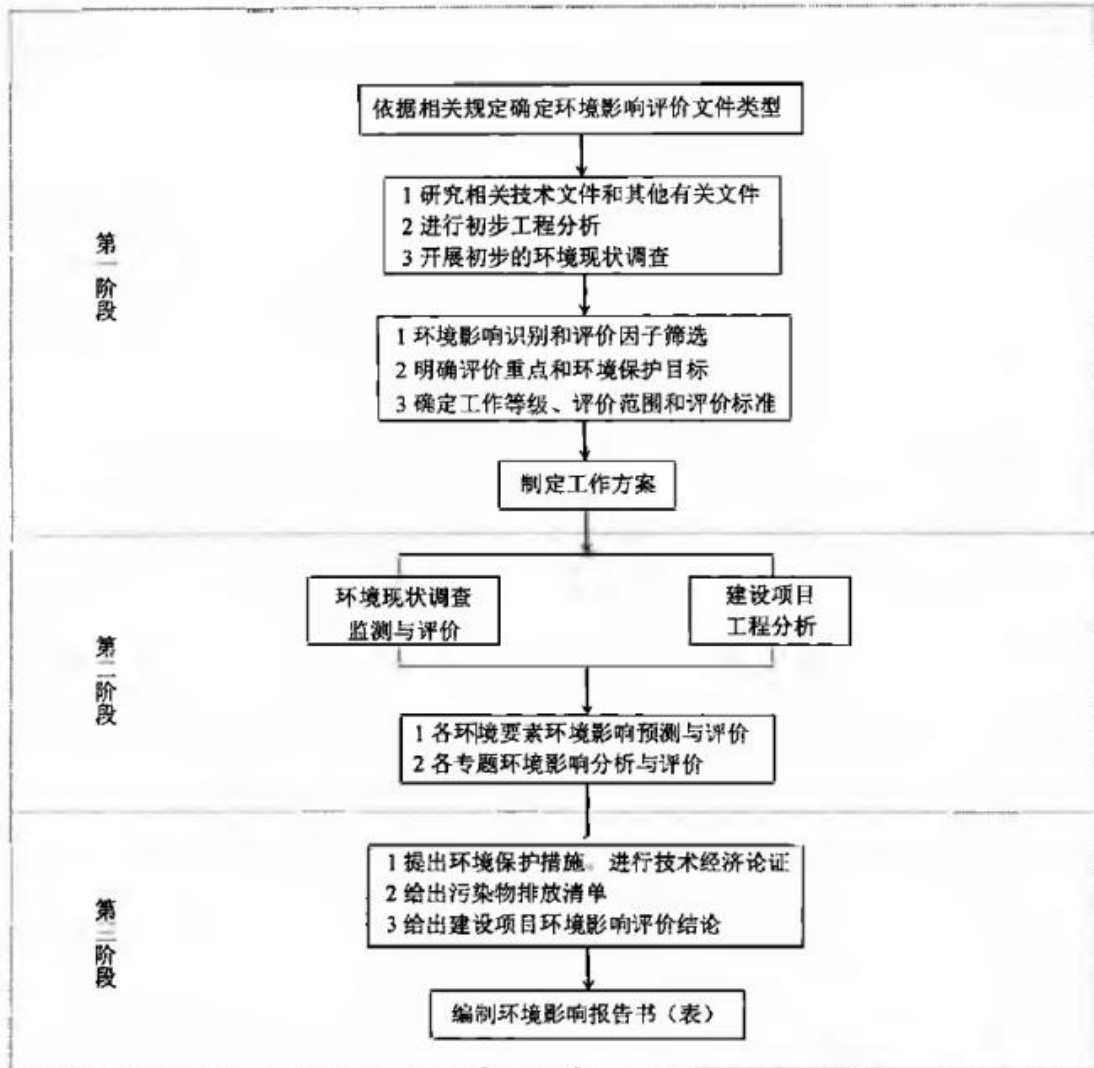 依据相关规定确定环境影响评价文件类型
1 研究相关技术文件和其他有关文件
2 进行初步工程分析
3 开展初步的环境现状调查
第一阶段
1 环境影响识别和评价因子筛选
2 明确评价重点和环境保护目标
3 确定工作等级、评价范围和评价标准
制定工作方案
环境现状调查
监测与评价
建设项目
工程分析
第二阶段
1 各环境要素环境影响预测与评价
2 各专题环境影响分析与评价
1 提出环境保护措施。进行技术经济论证
2 给出污染物排放清单
3 给出建设项目环境影响评价结论
第三阶段
编制环境影响报告书（表）